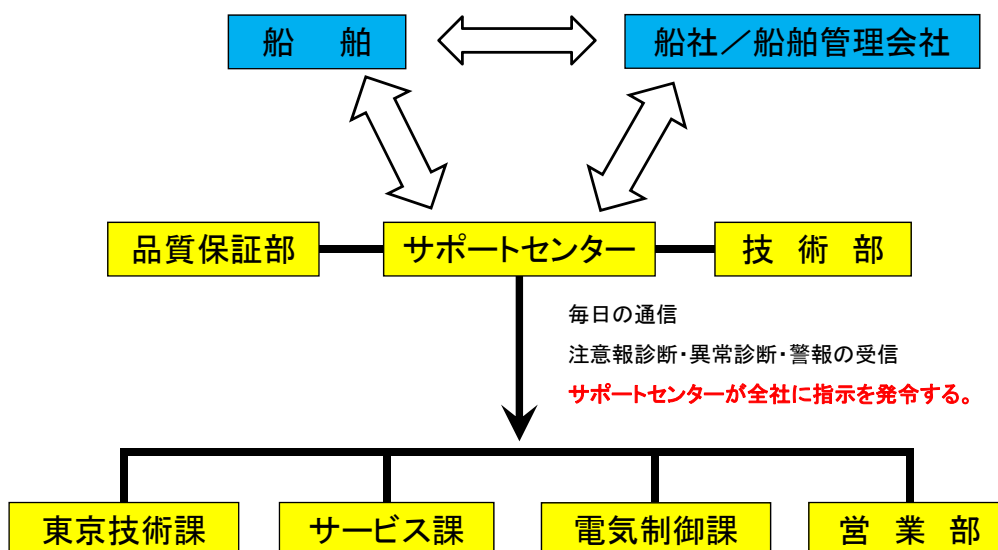 船　舶
船社／船舶管理会社
品質保証部
サポートセンター
技　術　部
毎日の通信
注意報診断・異常診断・警報の受信
サポートセンターが全社に指示を発令する。
東京技術課
サービス課
電気制御課
営　業　部